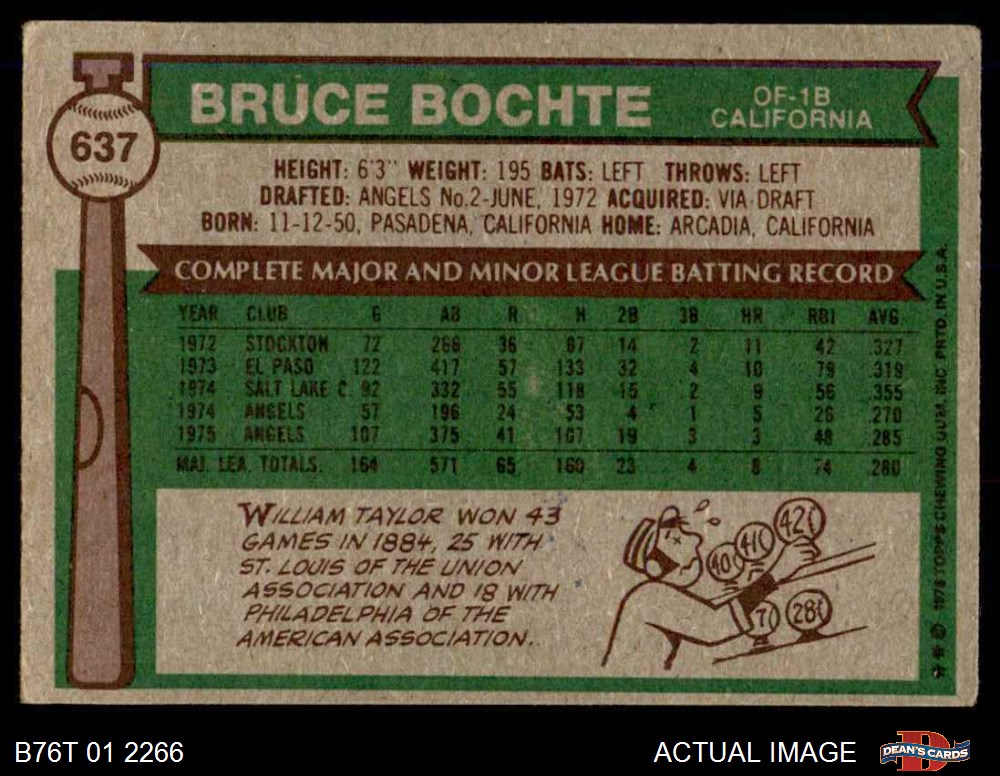 BRUCE BOCHTE
OF-1B
CALIFORNIA
637
HEIGHT: 6'3" WEIGHT: 195 BATS: LEFT THROWS: LEFT
DRAFTED: ANGELS No.2-JUNE, 1972 ACQUIRED: VIA DRAFT
BORN: 11-12-50, PASADENA, CALIFORNIA HOME: ARCADIA, CALIFORNIA
COMPLETE MAJOR AND MINOR LEAGUE BATTING RECORD
YEAR CLUB G AB R H 2B 3B HR RBI AVG.
1972 STOCKTON 72 266 36 87 14 2 11 42 .327
1973 EL PASO 122 417 57 133 32 4 10 79 .319
1974 SALT LAKE C. 92 332 55 118 15 2 9 56 .355
1974 ANGELS 57 196 24 53 4 1 5 26 .270
1975 ANGELS 107 375 41 107 19 3 3 48 .285
MAJ. LEA. TOTALS. 164 571 65 160 23 4 8 74 .280
WILLIAM TAYLOR WON 43
GAMES IN 1884, 25 WITH
ST. LOUIS OF THE UNION
ASSOCIATION AND 18 WITH
PHILADELPHIA OF THE
AMERICAN ASSOCIATION.
40
41
42
7
28
© 1976 TOPPS CHEWING GUM, INC. PRTD. IN U.S.A.
B76T 01 2266
ACTUAL IMAGE
DEAN'S CARDS